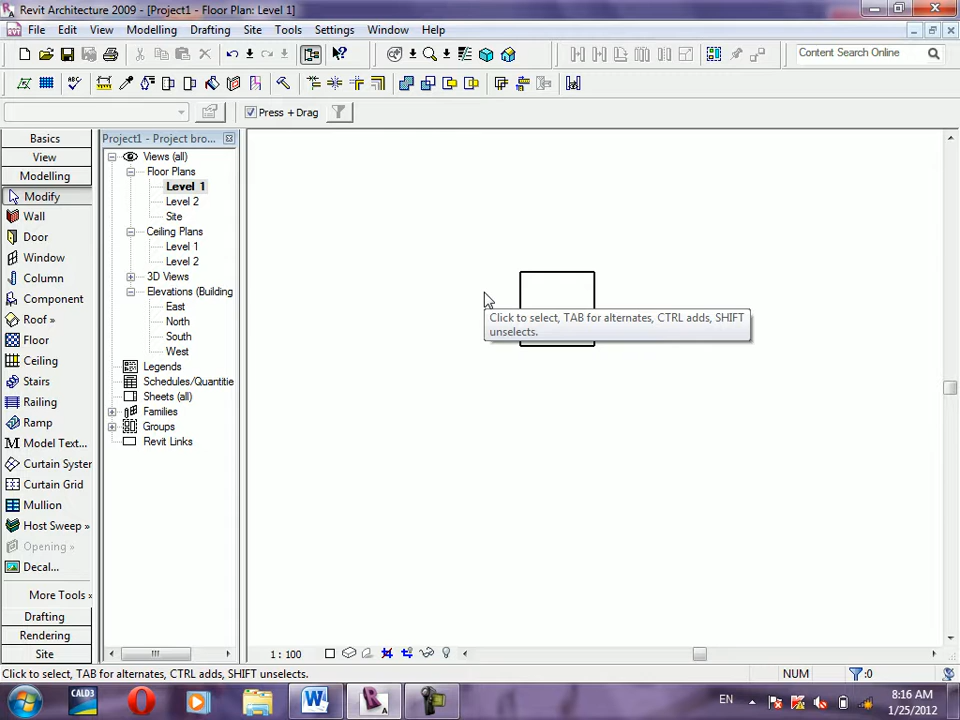 Revit Architecture 2009 - [Project1 - Floor Plan: Level 1]
File Edit View Modelling Drafting Site Tools Settings Window Help
Content Search Online
Press + Drag
Basics
View
Modelling
Modify
Wall
Door
Window
Column
Component
Roof »
Floor
Ceiling
Stairs
Railing
Ramp
Model Text...
Curtain Syster
Curtain Grid
Mullion
Host Sweep »
Opening »
Decal...
More Tools »
Drafting
Rendering
Site
Project1 - Project bro...
Views (all)
Floor Plans
Level 1
Level 2
Site
Ceiling Plans
Level 1
Level 2
3D Views
Elevations (Building
East
North
South
West
Legends
Schedules/Quantitie
Sheets (all)
Families
Groups
Revit Links
Click to select, TAB for alternates, CTRL adds, SHIFT
unselects.
1 : 100
Click to select, TAB for alternates, CTRL adds, SHIFT unselects.
NUM
:0
CALD3
EN
8:16 AM
1/25/2012